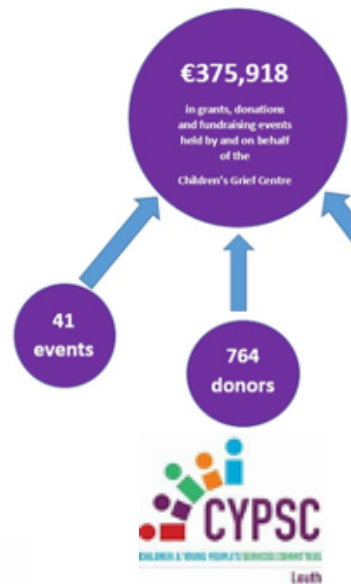 €375,918
in grants, donations
and fundraising events
held by and on behalf
of the
Children's Grief Centre
41
events
764
donors
CYPSC
CHILDREN & YOUNG PEOPLE'S SERVICES COMMITTEES
Louth